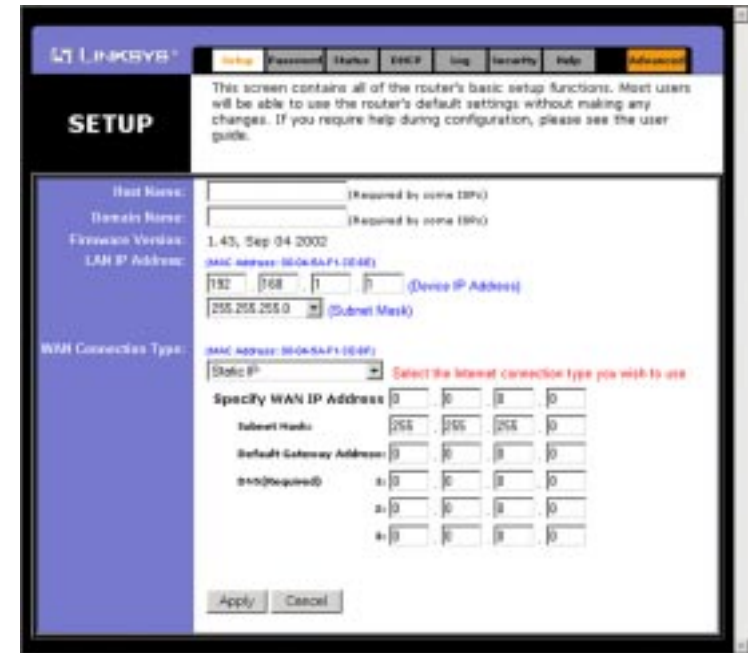 LINKSYS®
Setup Password Status DHCP Log Security Help Advanced
SETUP
This screen contains all of the router's basic setup functions. Most users
will be able to use the router's default settings without making any
changes. If you require help during configuration, please see the user
guide.
Host Name: (Required by some ISPs)
Domain Name: (Required by some ISPs)
Firmware Version: 1.43, Sep 04 2002
LAN IP Address: (MAC Address:
192 . 168 . 1 . 1 (Device IP Address)
255.255.255.0 (Subnet Mask)
WAN Connection Type: (MAC Address:
Static IP Select the Internet connection type you wish to use
Specify WAN IP Address 0 . 0 . 0 . 0
Subnet Mask: 255 . 255 . 255 . 0
Default Gateway Address: 0 . 0 . 0 . 0
DNS(Required) 1: 0 . 0 . 0 . 0
2: 0 . 0 . 0 . 0
3: 0 . 0 . 0 . 0
Apply Cancel